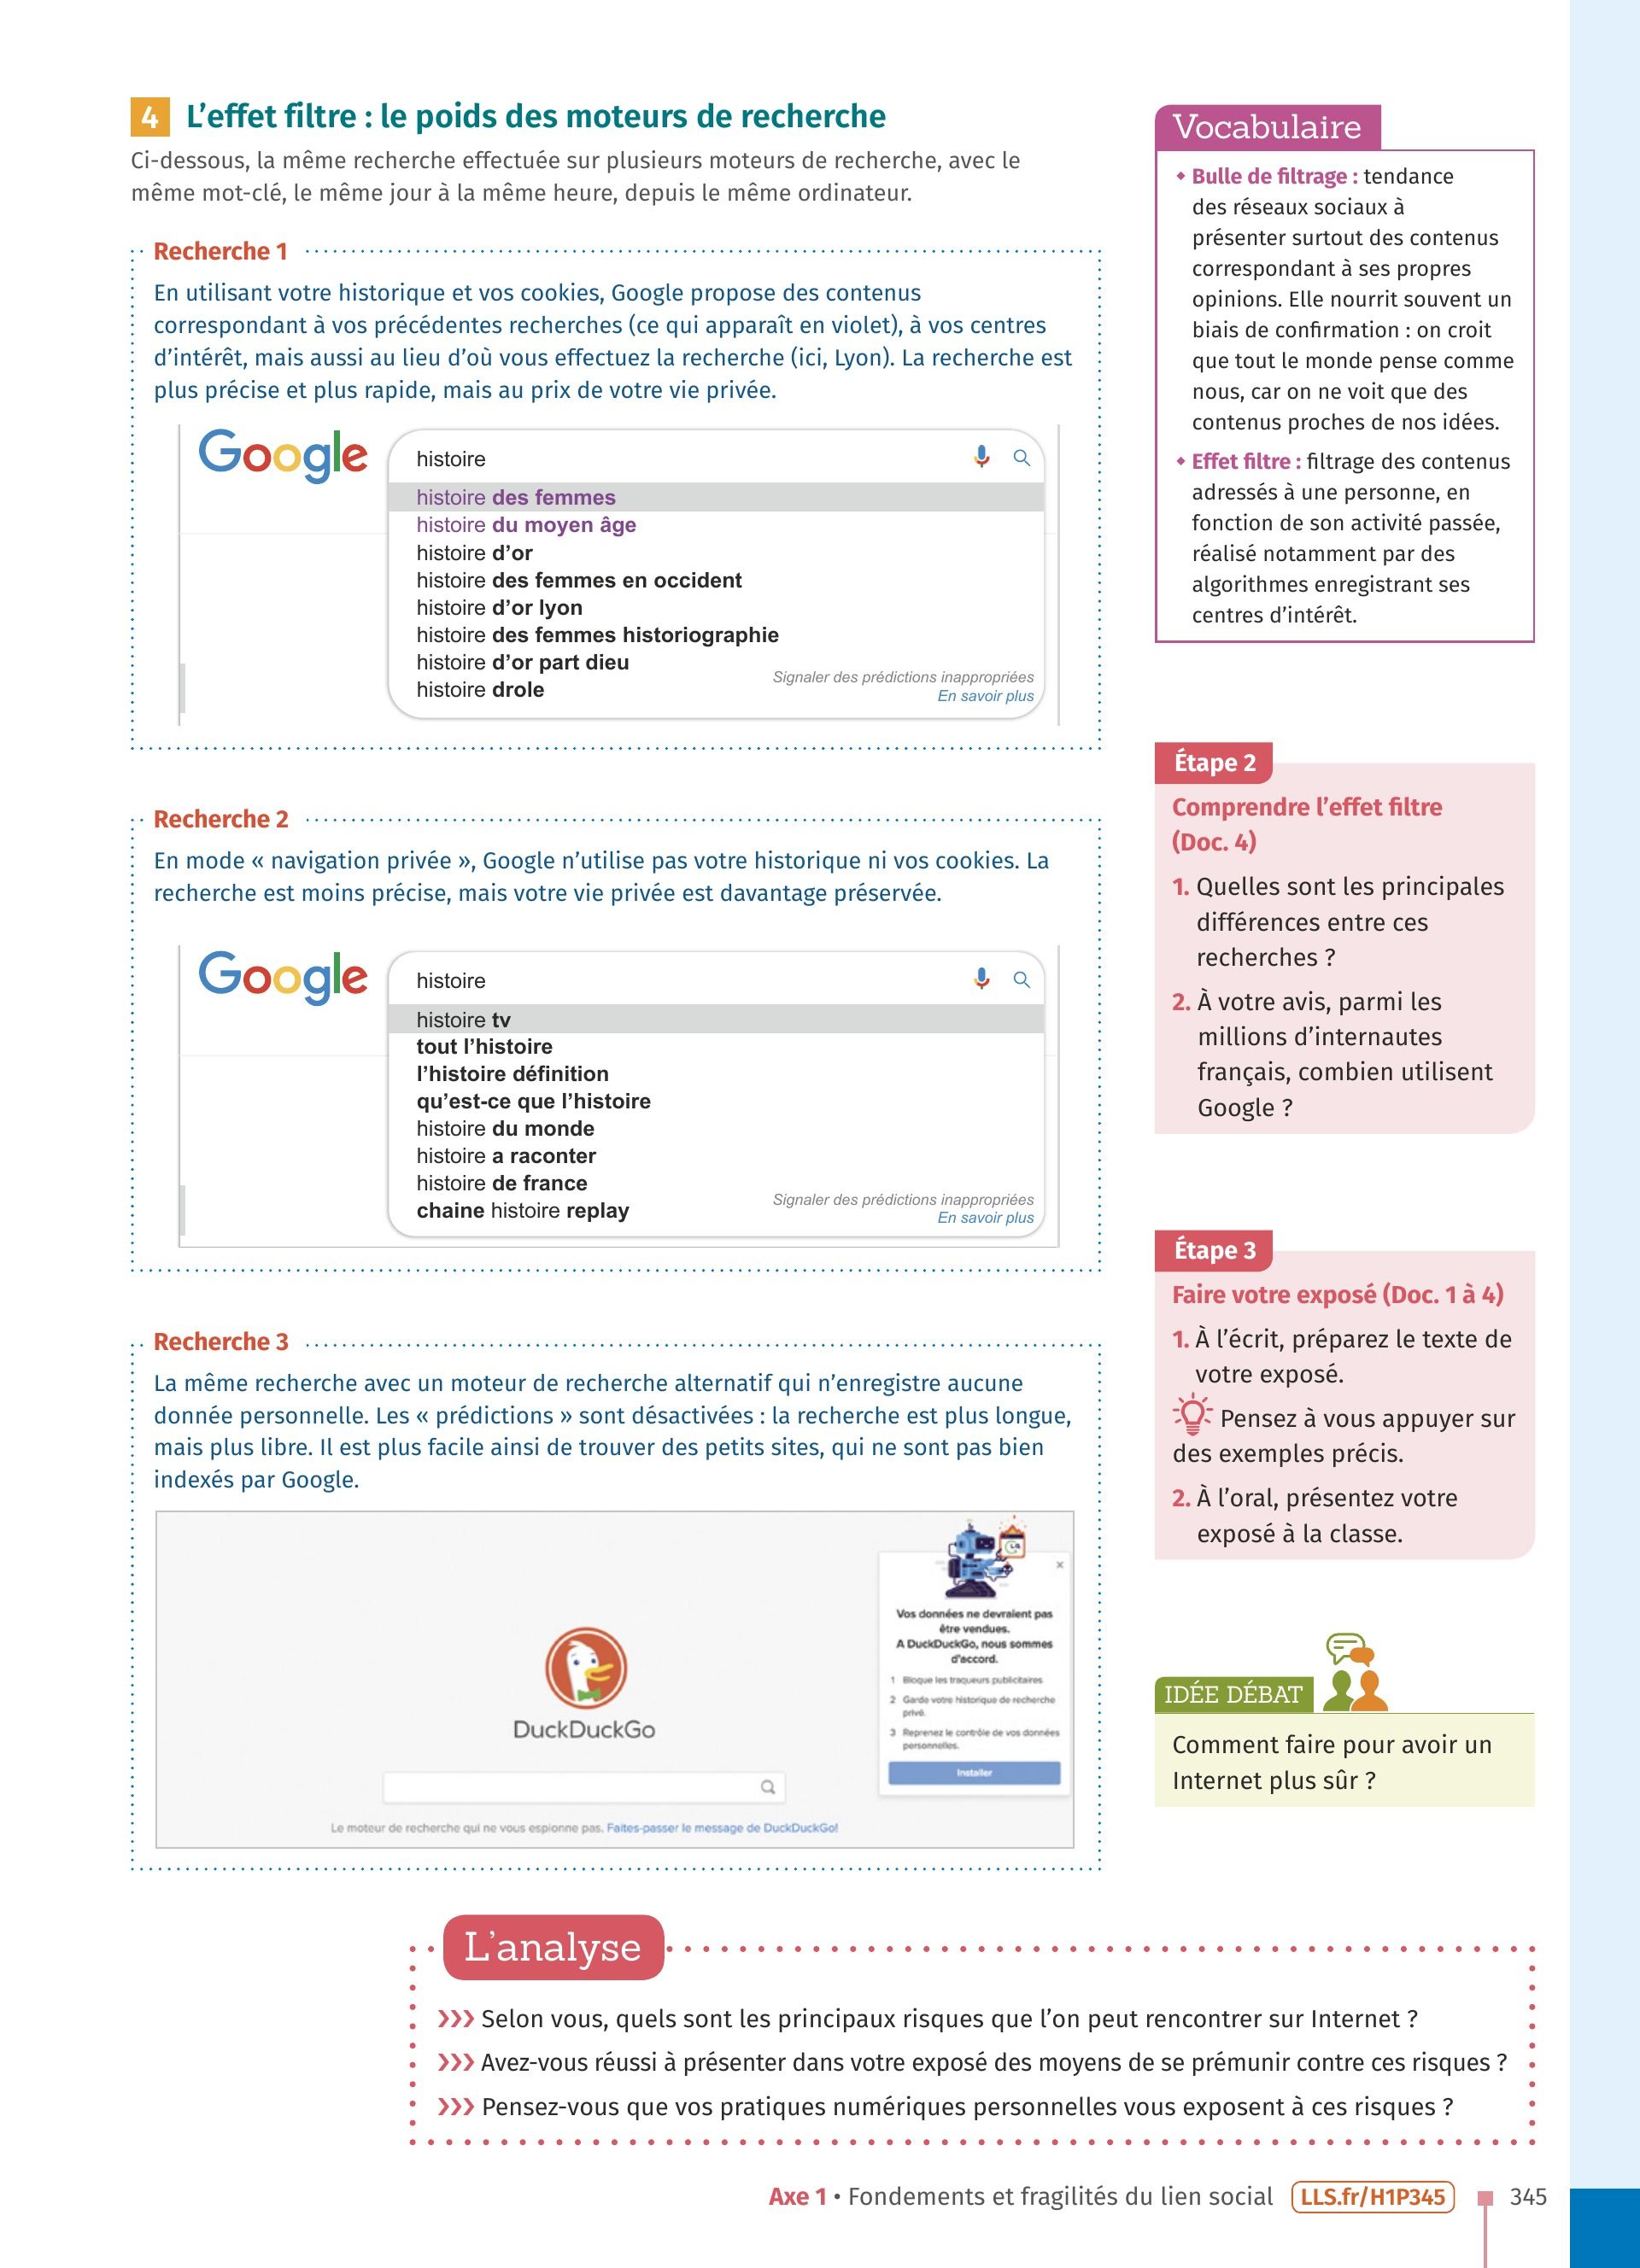 4 L'effet filtre : le poids des moteurs de recherche
Ci-dessous, la même recherche effectuée sur plusieurs moteurs de recherche, avec le
même mot-clé, le même jour à la même heure, depuis le même ordinateur.
Recherche 1
En utilisant votre historique et vos cookies, Google propose des contenus
correspondant à vos précédentes recherches (ce qui apparaît en violet), à vos centres
d'intérêt, mais aussi au lieu d'où vous effectuez la recherche (ici, Lyon). La recherche est
plus précise et plus rapide, mais au prix de votre vie privée.
Google
histoire
histoire des femmes
histoire du moyen âge
histoire d'or
histoire des femmes en occident
histoire d'or lyon
histoire des femmes historiographie
histoire d'or part dieu
histoire drole
Signaler des prédictions inappropriées
En savoir plus
Recherche 2
En mode « navigation privée », Google n'utilise pas votre historique ni vos cookies. La
recherche est moins précise, mais votre vie privée est davantage préservée.
Google
histoire
histoire tv
tout l'histoire
l'histoire définition
qu'est-ce que l'histoire
histoire du monde
histoire a raconter
histoire de france
chaine histoire replay
Signaler des prédictions inappropriées
En savoir plus
Recherche 3
La même recherche avec un moteur de recherche alternatif qui n'enregistre aucune
donnée personnelle. Les « prédictions » sont désactivées : la recherche est plus longue,
mais plus libre. Il est plus facile ainsi de trouver des petits sites, qui ne sont pas bien
indexés par Google.
DuckDuckGo
Le moteur de recherche qui ne vous espionne pas. Faites-passer le message de DuckDuckGo!
Vos données ne devraient pas
être vendues.
A DuckDuckGo, nous sommes
d'accord.
1 Bloque les traqueurs publicitaires
2 Garde votre historique de recherche
privé.
3 Reprenez le contrôle de vos données
personnelles.
Installer
Vocabulaire
Bulle de filtrage : tendance
des réseaux sociaux à
présenter surtout des contenus
correspondant à ses propres
opinions. Elle nourrit souvent un
biais de confirmation : on croit
que tout le monde pense comme
nous, car on ne voit que des
contenus proches de nos idées.
Effet filtre : filtrage des contenus
adressés à une personne, en
fonction de son activité passée,
réalisé notamment par des
algorithmes enregistrant ses
centres d'intérêt.
Étape 2
Comprendre l'effet filtre
(Doc. 4)
1. Quelles sont les principales
différences entre ces
recherches ?
2. À votre avis, parmi les
millions d'internautes
français, combien utilisent
Google ?
Étape 3
Faire votre exposé (Doc. 1 à 4)
1. À l'écrit, préparez le texte de
votre exposé.
Pensez à vous appuyer sur
des exemples précis.
2. À l'oral, présentez votre
exposé à la classe.
IDÉE DÉBAT
Comment faire pour avoir un
Internet plus sûr ?
L'analyse
››› Selon vous, quels sont les principaux risques que l'on peut rencontrer sur Internet ?
››› Avez-vous réussi à présenter dans votre exposé des moyens de se prémunir contre ces risques ?
››› Pensez-vous que vos pratiques numériques personnelles vous exposent à ces risques ?
Axe 1 • Fondements et fragilités du lien social LLS.fr/H1P345 345